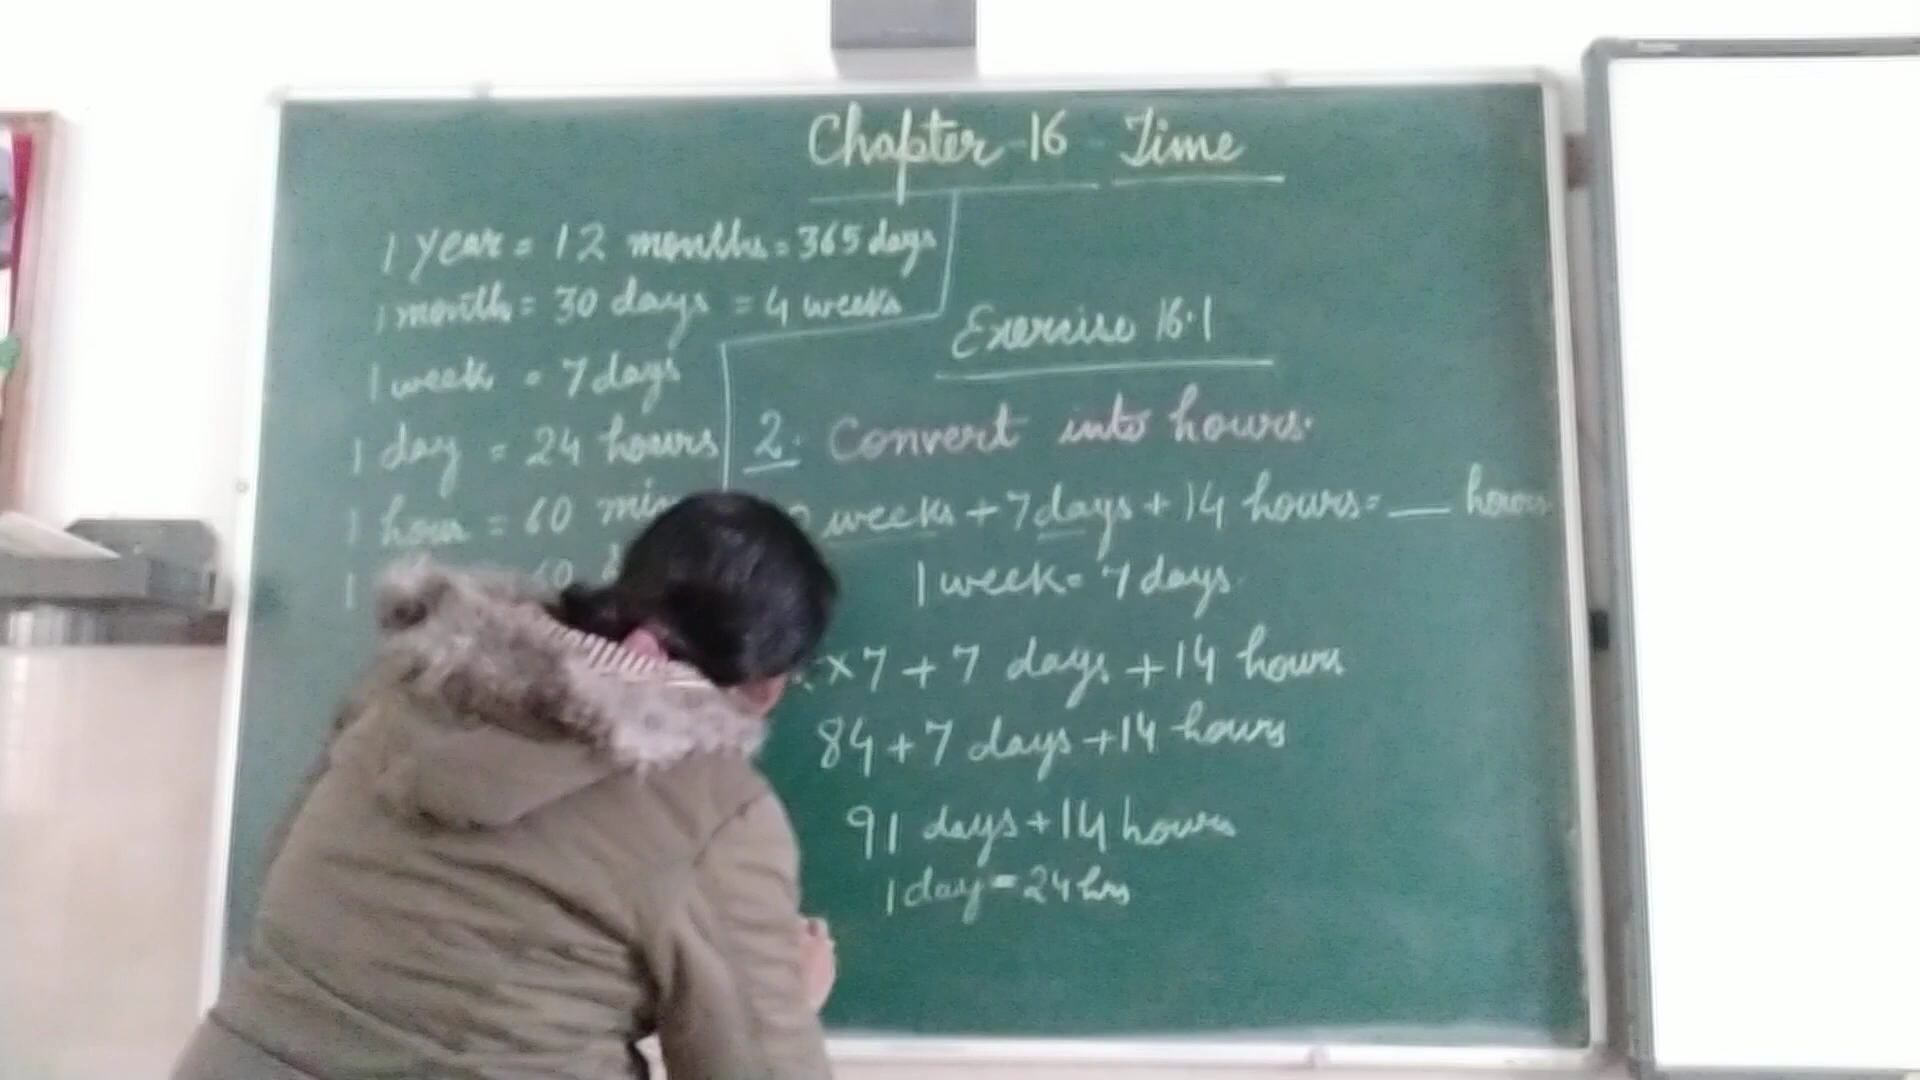 Chapter-16 Time
1 year = 12 months = 365 days
1 month = 30 days = 4 weeks
1 week = 7 days
1 day = 24 hours
1 hour = 60 min
1 60
Exercise 16.1
2. Convert into hours.
weeks + 7 days + 14 hours = __ hours
1 week = 7 days
x 7 + 7 days + 14 hours
84 + 7 days + 14 hours
91 days + 14 hours
1 day = 24 hrs